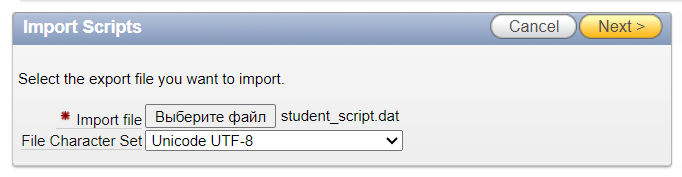 Import Scripts Cancel Next >
Select the export file you want to import.
* Import file Выберите файл student_script.dat
File Character Set Unicode UTF-8